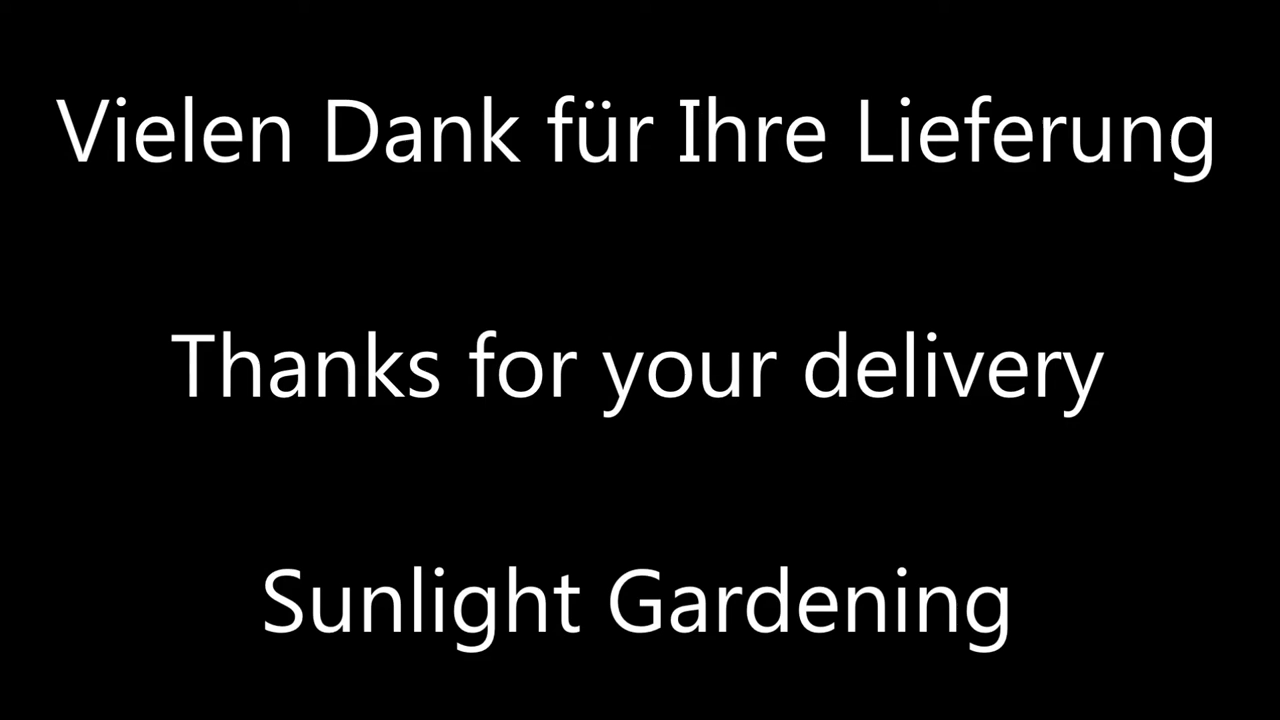 Vielen Dank für Ihre Lieferung
Thanks for your delivery
Sunlight Gardening